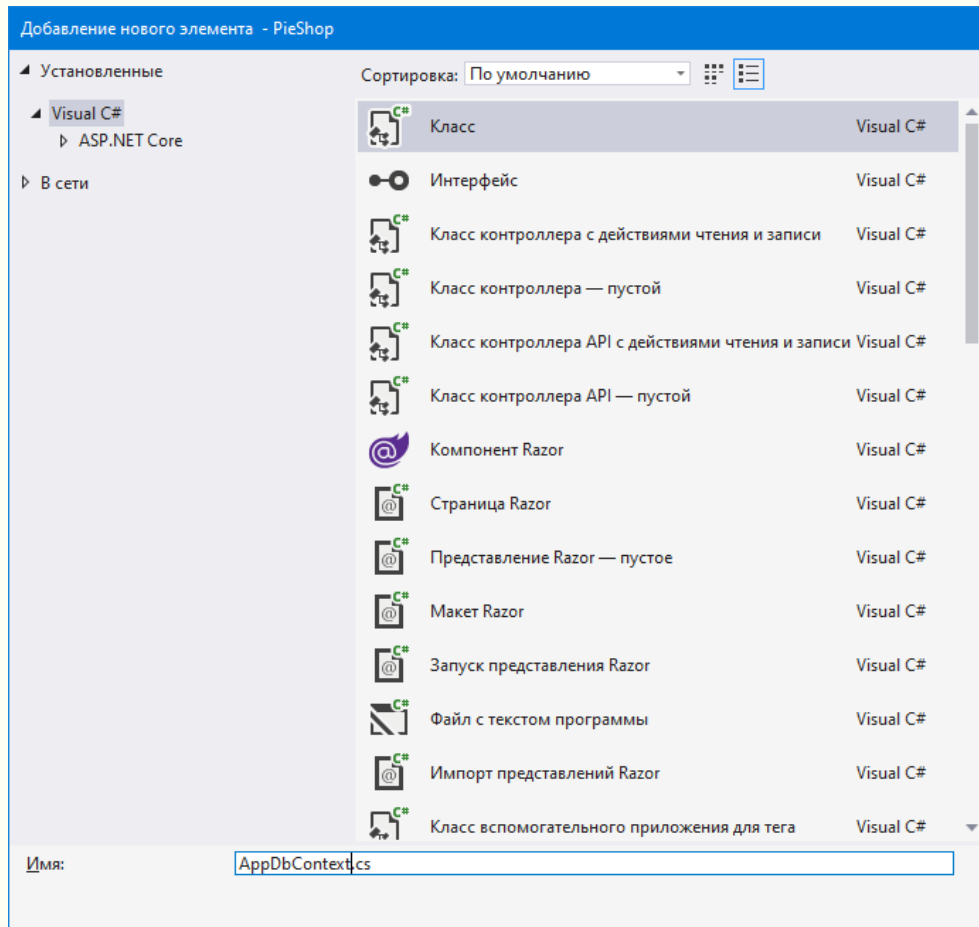 Добавление нового элемента - PieShop
Установленные
Visual C#
ASP.NET Core
В сети
Сортировка: По умолчанию
C# Класс Visual C#
Интерфейс Visual C#
C# Класс контроллера с действиями чтения и записи Visual C#
C# Класс контроллера — пустой Visual C#
C# Класс контроллера API с действиями чтения и записи Visual C#
C# Класс контроллера API — пустой Visual C#
@ Компонент Razor Visual C#
C# @ Страница Razor Visual C#
C# @ Представление Razor — пустое Visual C#
C# @ Макет Razor Visual C#
C# @ Запуск представления Razor Visual C#
C# Файл с текстом программы Visual C#
C# @ Импорт представлений Razor Visual C#
C# Класс вспомогательного приложения для тега Visual C#
Имя: AppDbContext.cs